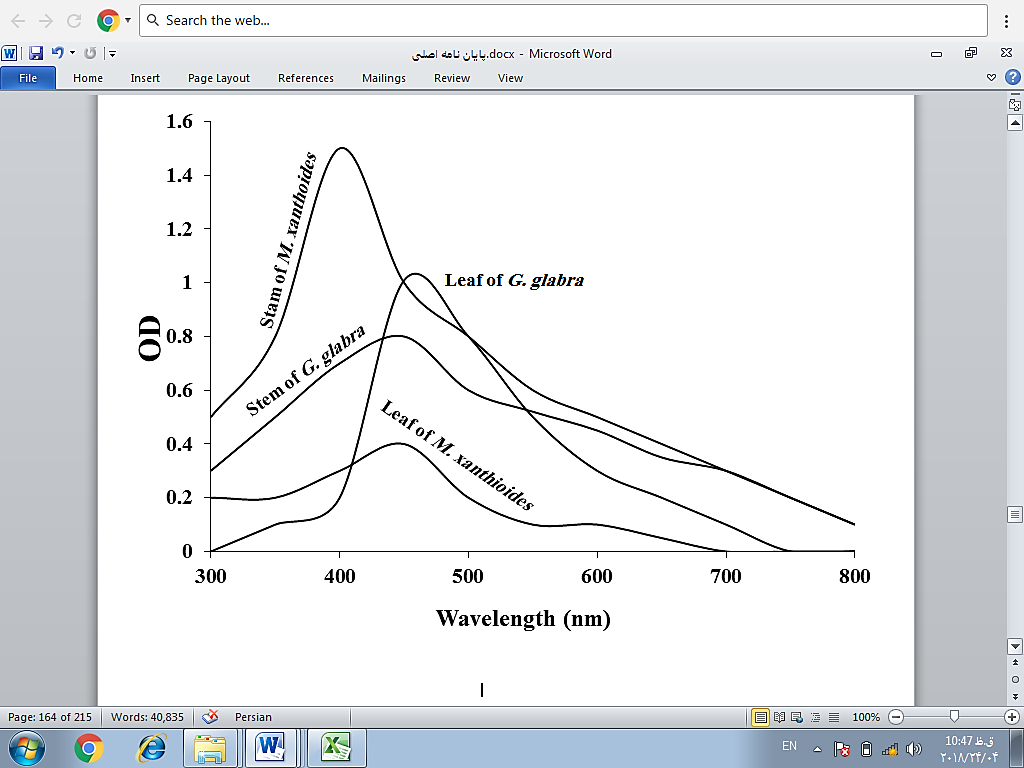 Search the web...
پایان نامه اصلی.docx - Microsoft Word
File Home Insert Page Layout References Mailings Review View
1.6
1.4
1.2
1
0.8
0.6
0.4
0.2
0
OD
Stam of M. xanthoides
Leaf of G. glabra
Stem of G. glabra
Leaf of M. xanthioides
300 400 500 600 700 800
Wavelength (nm)
Page: 164 of 215 Words: 40,835 Persian 100%
EN
10:47 ق.ظ
۲۰۱۸/۲۴/۰۴